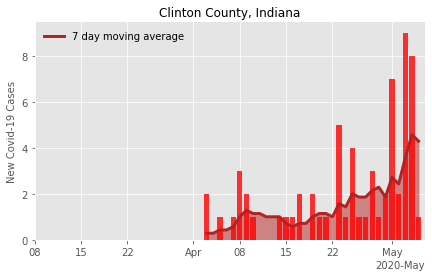 Clinton County, Indiana
7 day moving average
New Covid-19 Cases
8
6
4
2
0
08 15 22 Apr 08 15 22 May
2020-May